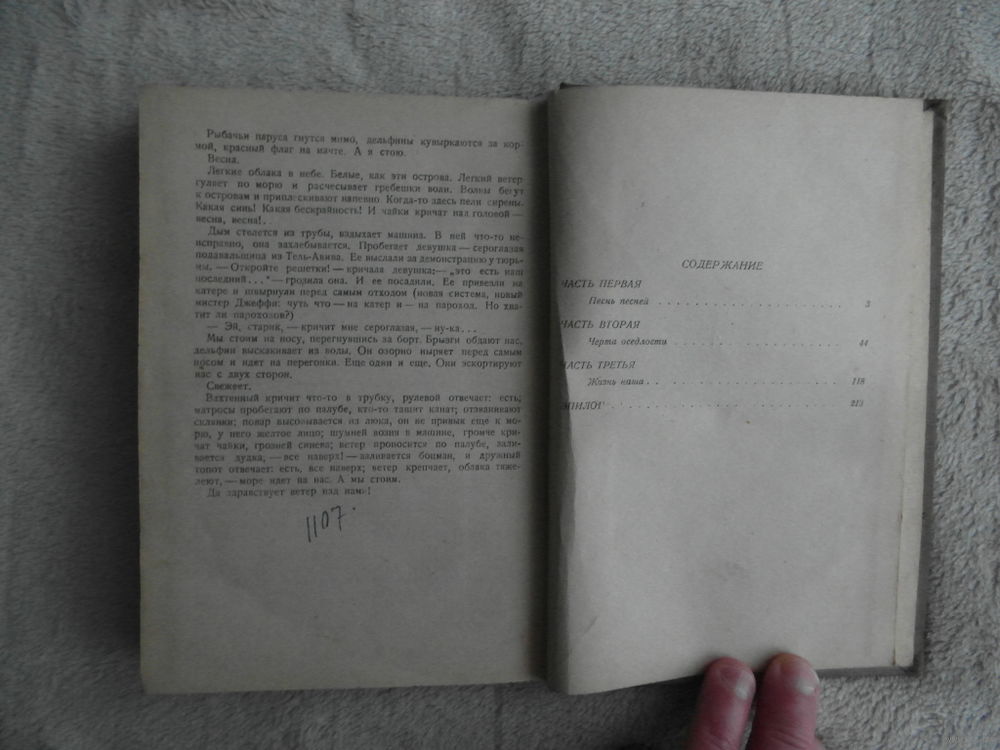 Рыбачьи паруса гнутся мимо, дельфины кувыркаются за кор-
мой, красный флаг на мачте. А я стою.
Весна.
Легкие облака в небе. Белые, как эти острова. Легкий ветер
гуляет по морю и расчесывает гребешки волн. Волны бегут
к островам и приплескивают напевно. Когда-то здесь пели сирены.
Какая синь! Какая бескрайность! И чайки кричат над головой —
весна, весна!..
Дым стелется из трубы, вздыхает машина. В ней что-то не-
исправно, она захлебывается. Пробегает девушка — сероглазая
подавальщица из Тель-Авива. Ее выслали за демонстрацию у тюрь-
мы. — Откройте решетки! — кричала девушка; — „это есть наш
последний...“ — грозила она. И ее посадили. Ее привезли на
катере и швырнули перед самым отходом (новая система, новый
мистер Джеффи: чуть что — на катер и — на пароход. Но хва-
тит ли пароходов?)
— Эй, старик, — кричит мне сероглазая, — ну-ка...
Мы стоим на носу, перегнувшись за борт. Брызги обдают нас,
дельфин выскакивает из воды. Он озорно ныряет перед самым
носом и идет на перегонки. Еще один и еще. Они эскортируют
нас с двух сторон.
Свежеет.
Вахтенный кричит что-то в трубку, рулевой отвечает: есть;
матросы пробегают по палубе, кто-то тащит канат; отзванивают
склянки; повар высовывается из люка, он не привык еще к мо-
рю, у него желтое лицо; шумней возня в машине, громче кри-
чат чайки, грозней синева; ветер проносится по палубе, зали-
вается дудка, — все наверх! — заливается боцман, и дружный
топот отвечает: есть, все наверх; ветер крепчает, облака тяже-
леют, — море идет на нас. А мы стоим.
Да здравствует ветер над нами!
1107.
СОДЕРЖАНИЕ
ЧАСТЬ ПЕРВАЯ
Песнь песней . . . . . . . . . . . . . . . . . . 3
ЧАСТЬ ВТОРАЯ
Черта оседлости . . . . . . . . . . . . . . . . 44
ЧАСТЬ ТРЕТЬЯ
Жизнь наша . . . . . . . . . . . . . . . . . . 118
ЭПИЛОГ . . . . . . . . . . . . . . . . . . . . 213